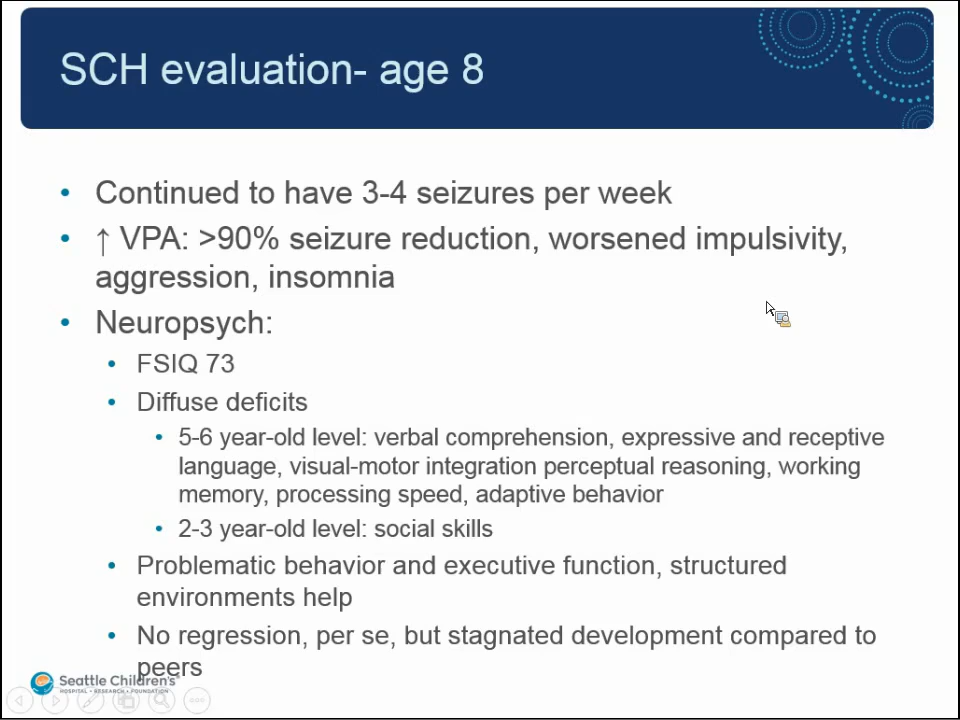 SCH evaluation- age 8
• Continued to have 3-4 seizures per week
• ↑ VPA: >90% seizure reduction, worsened impulsivity,
aggression, insomnia
• Neuropsych:
• FSIQ 73
• Diffuse deficits
• 5-6 year-old level: verbal comprehension, expressive and receptive
language, visual-motor integration perceptual reasoning, working
memory, processing speed, adaptive behavior
• 2-3 year-old level: social skills
• Problematic behavior and executive function, structured
environments help
• No regression, per se, but stagnated development compared to
peers
Seattle Children's
HOSPITAL • RESEARCH • FOUNDATION